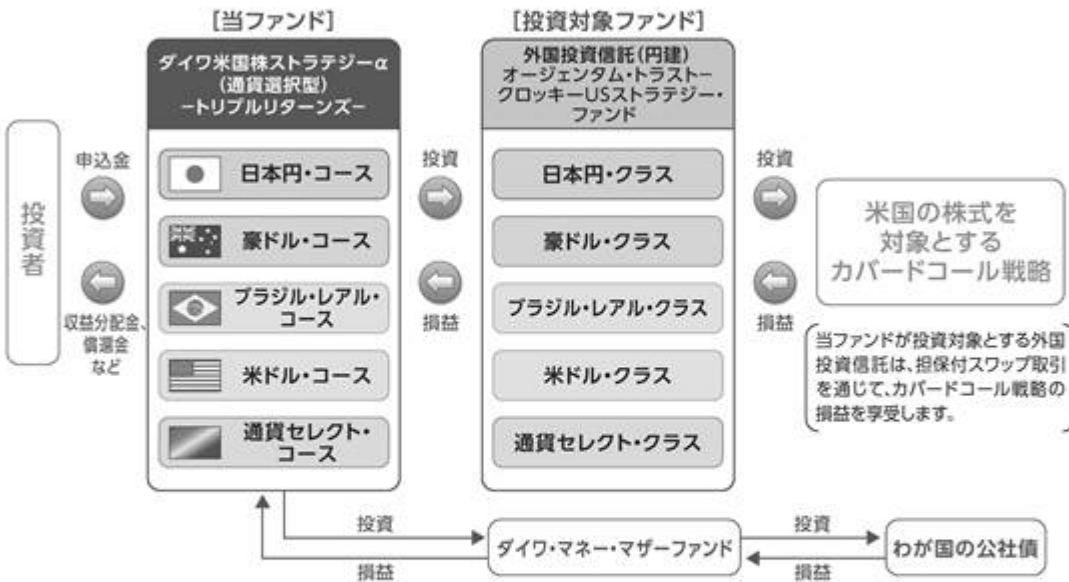 [当ファンド]
[投資対象ファンド]
ダイワ米国株ストラテジーα
(通貨選択型)
－トリプルリターンズ－
外国投資信託(円建)
オージェンタム・トラスト－
クロッキーUSストラテジー・
ファンド
投資者
申込金
収益分配金、
償還金
など
日本円・コース
豪ドル・コース
ブラジル・レアル・
コース
米ドル・コース
通貨セレクト・
コース
投資
損益
日本円・クラス
豪ドル・クラス
ブラジル・レアル・クラス
米ドル・クラス
通貨セレクト・クラス
投資
損益
米国の株式を
対象とする
カバードコール戦略
当ファンドが投資対象とする外国
投資信託は、担保付スワップ取引
を通じて、カバードコール戦略の
損益を享受します。
投資
損益
ダイワ・マネー・マザーファンド
投資
損益
わが国の公社債